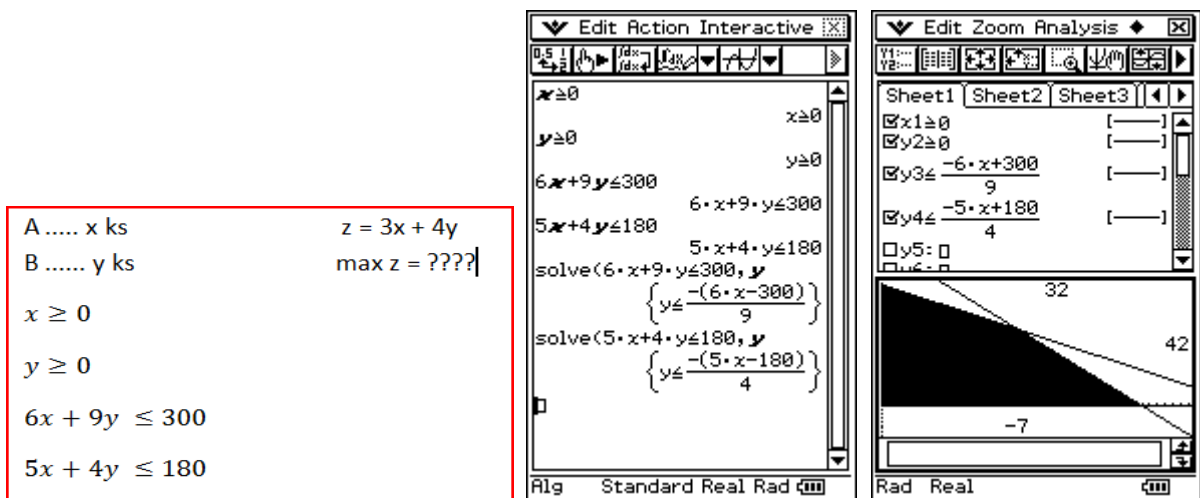 A ..... x ks z = 3x + 4y
B ...... y ks max z = ????
x ≥ 0
y ≥ 0
6x + 9y ≤ 300
5x + 4y ≤ 180
Edit Action Interactive
x≥0
x≥0
y≥0
y≥0
6x+9y≤300
6·x+9·y≤300
5x+4y≤180
5·x+4·y≤180
solve(6·x+9·y≤300, y
{y≤ -(6·x-300)/9}
solve(5·x+4·y≤180, y
{y≤ -(5·x-180)/4}
Alg Standard Real Rad
Edit Zoom Analysis
Sheet1 Sheet2 Sheet3
x1≥0 [—]
y2≥0 [—]
y3≤ -6·x+300/9 [—]
y4≤ -5·x+180/4 [—]
y5:
32
42
-7
Rad Real